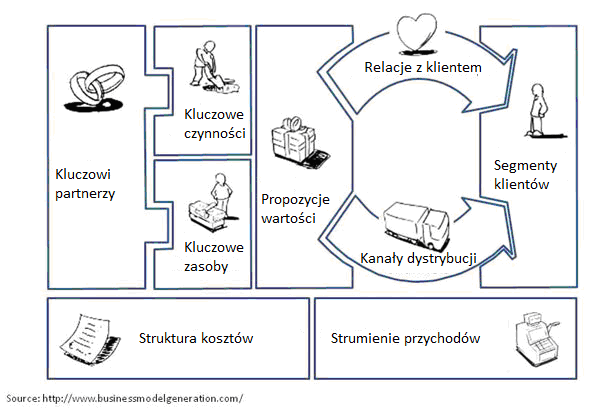 Relacje z klientem
Kluczowe
czynności
Kluczowi
partnerzy
Segmenty
klientów
Propozycje
wartości
Kluczowe
zasoby
Kanały dystrybucji
Struktura kosztów
Strumienie przychodów
Source: http://www.businessmodelgeneration.com/